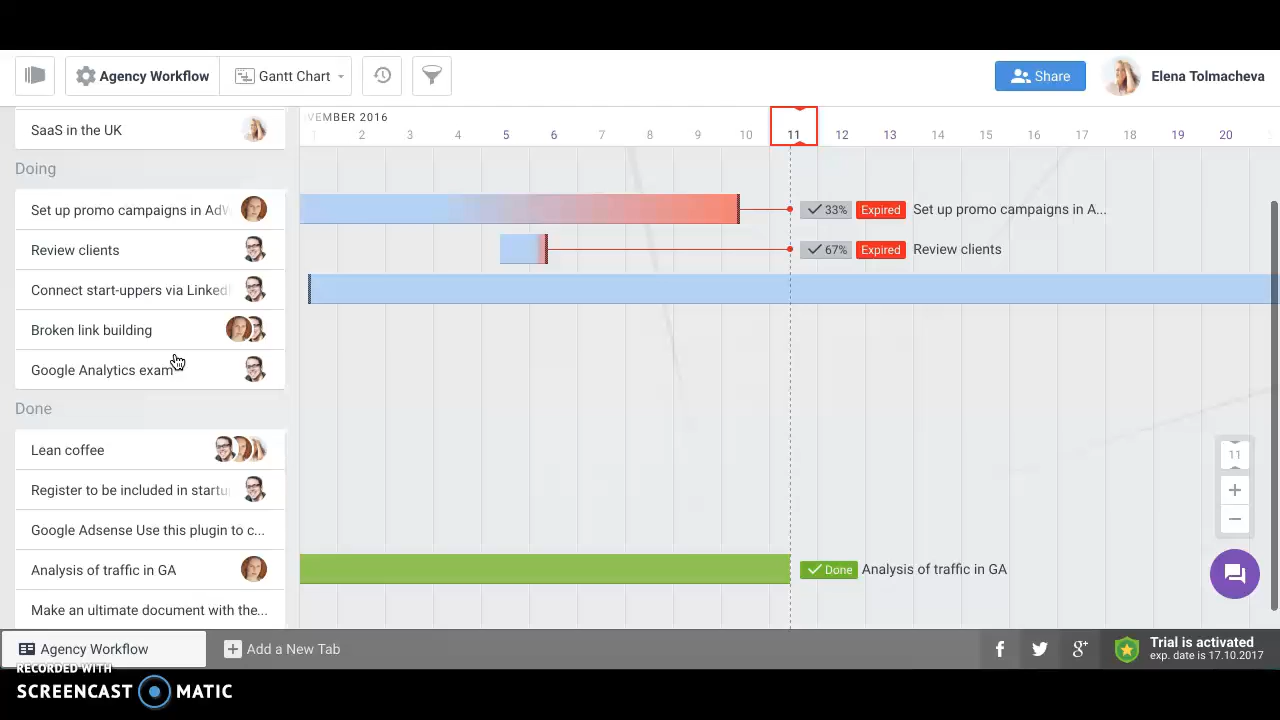 Agency Workflow
Gantt Chart
Share
Elena Tolmacheva
VEMBER 2016
1 2 3 4 5 6 7 8 9 10 11 12 13 14 15 16 17 18 19 20
SaaS in the UK
Doing
Set up promo campaigns in AdW
33% Expired Set up promo campaigns in A...
Review clients
67% Expired Review clients
Connect start-uppers via Linked
Broken link building
Google Analytics exam
Done
Lean coffee
11
Register to be included in startu
+
Google Adsense Use this plugin to c...
−
Analysis of traffic in GA
Done Analysis of traffic in GA
Make an ultimate document with the...
Agency Workflow
Add a New Tab
Trial is activated
exp. date is 17.10.2017
RECORDED WITH
SCREENCAST MATIC